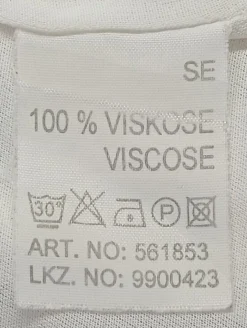 SE
100 % VISKOSE
VISCOSE
30° P
ART. NO: 561853
LKZ. NO: 9900423